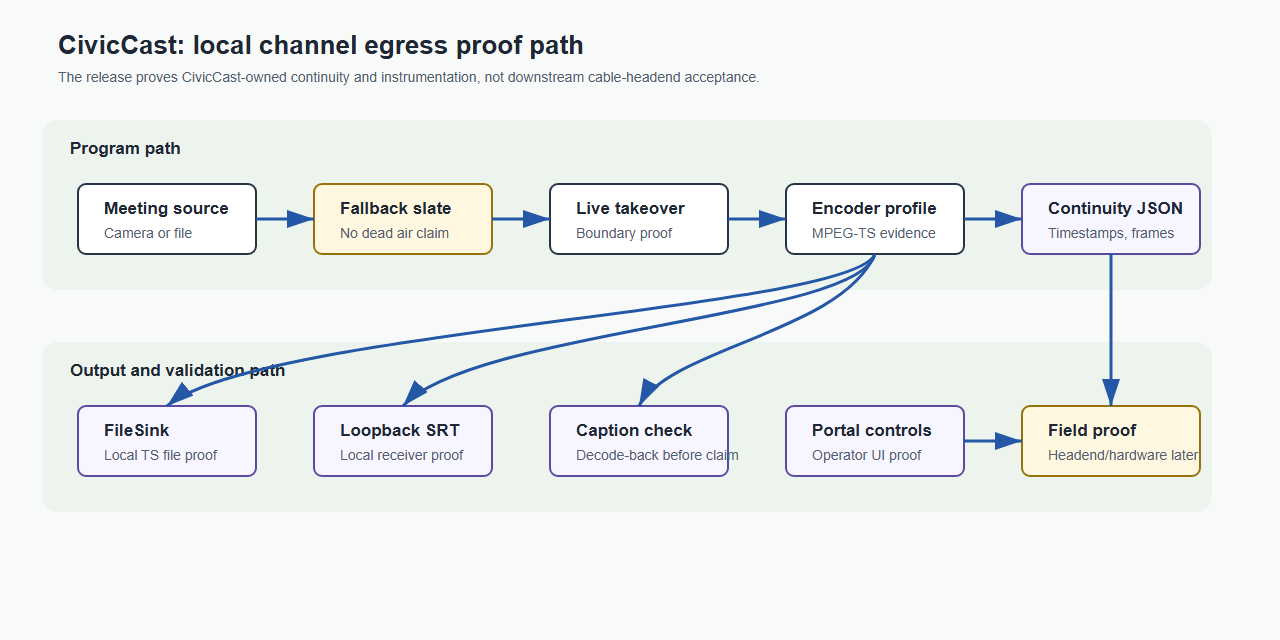 CivicCast: local channel egress proof path
The release proves CivicCast-owned continuity and instrumentation, not downstream cable-headend acceptance.
Program path
Meeting source
Camera or file
Fallback slate
No dead air claim
Live takeover
Boundary proof
Encoder profile
MPEG-TS evidence
Continuity JSON
Timestamps, frames
Output and validation path
FileSink
Local TS file proof
Loopback SRT
Local receiver proof
Caption check
Decode-back before claim
Portal controls
Operator UI proof
Field proof
Headend/hardware later